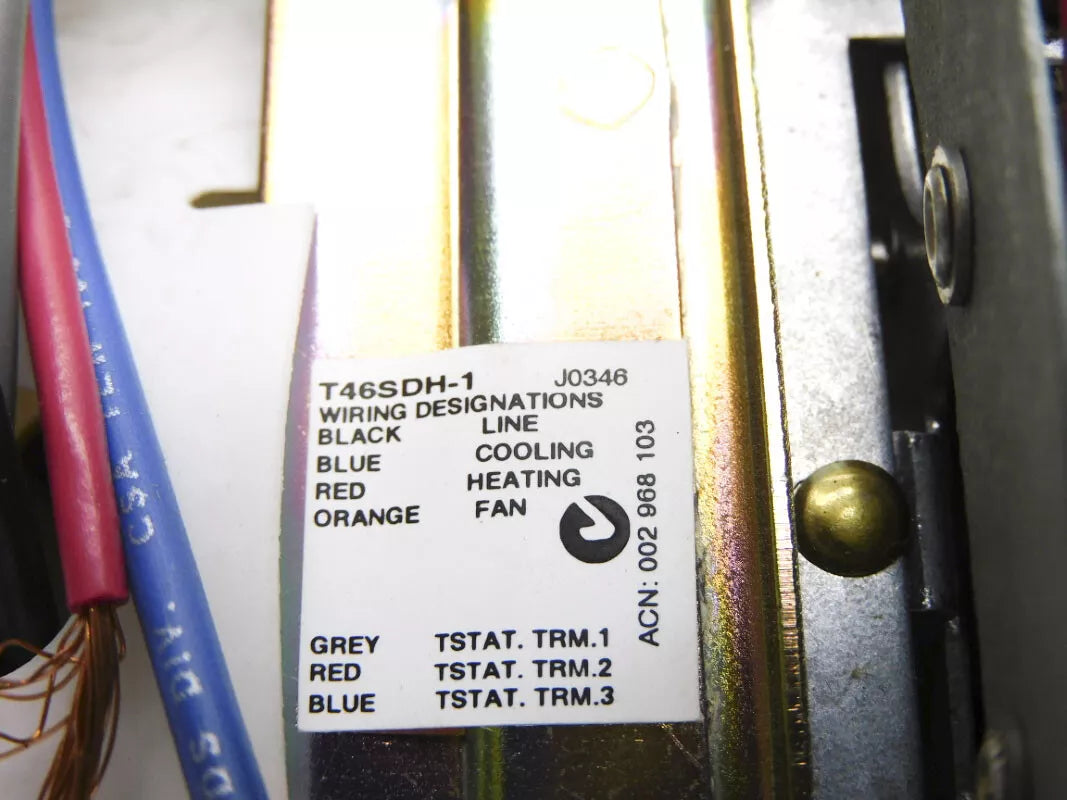 T46SDH-1 J0346
WIRING DESIGNATIONS
BLACK LINE
BLUE COOLING
RED HEATING
ORANGE FAN
ACN: 002 968 103
GREY TSTAT. TRM.1
RED TSTAT. TRM.2
BLUE TSTAT. TRM.3